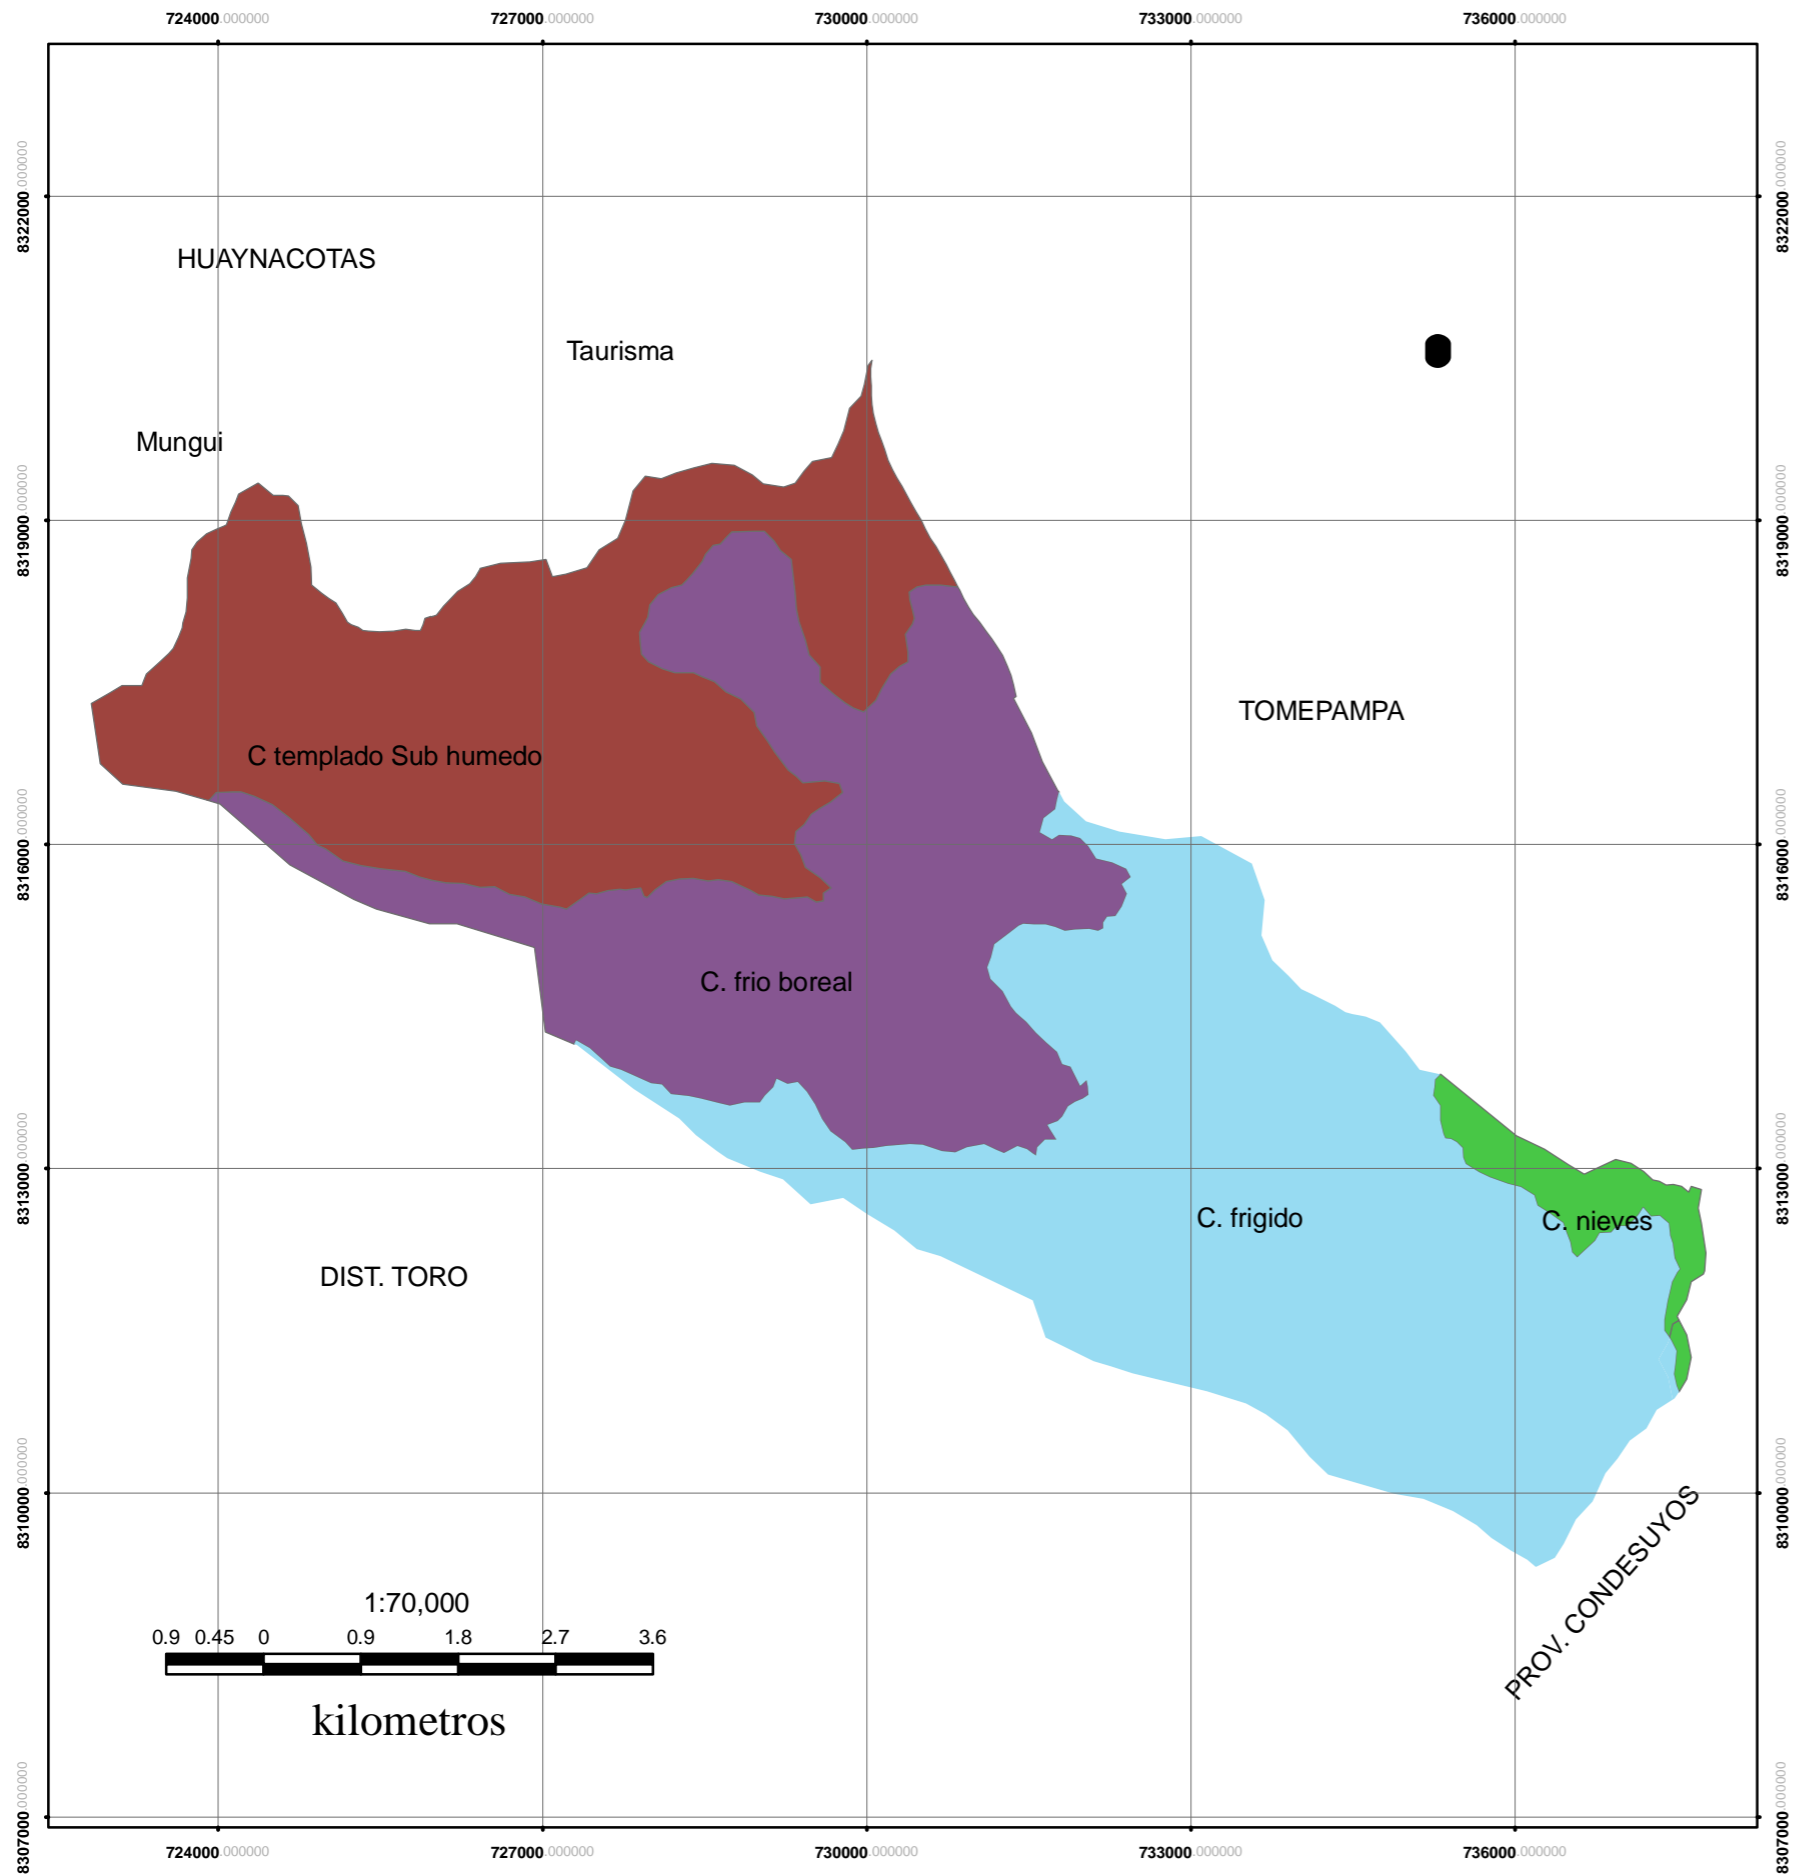 724000.000000 727000.000000 730000.000000 733000.000000 736000.000000
8322000.000000 8322000.000000
HUAYNACOTAS
Taurisma
Mungui
8319000.000000 8319000.000000
TOMEPAMPA
C templado Sub humedo
8316000.000000 8316000.000000
C. frio boreal
8313000.000000 8313000.000000
C. frigido
C. nieves
DIST. TORO
8310000.000000 8310000.000000
PROV. CONDESUYOS
1:70,000
0.9 0.45 0 0.9 1.8 2.7 3.6
kilometros
8307000.000000 8307000.000000
724000.000000 727000.000000 730000.000000 733000.000000 736000.000000